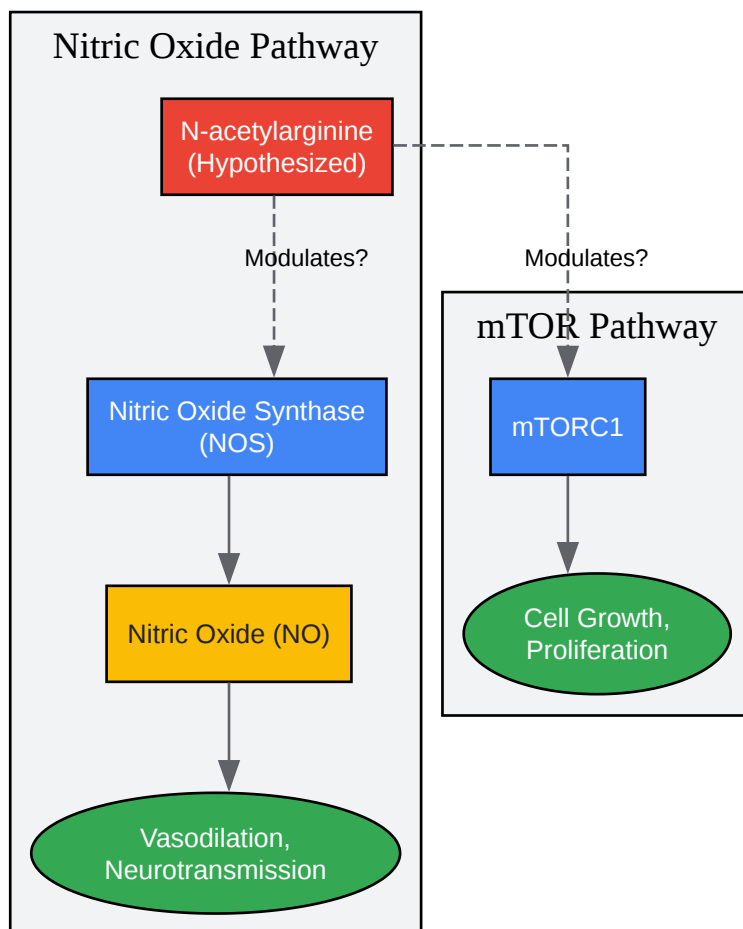 Nitric Oxide Pathway
N-acetylarginine
(Hypothesized)
Modulates?
Modulates?
mTOR Pathway
Nitric Oxide Synthase
(NOS)
mTORC1
Nitric Oxide (NO)
Cell Growth,
Proliferation
Vasodilation,
Neurotransmission